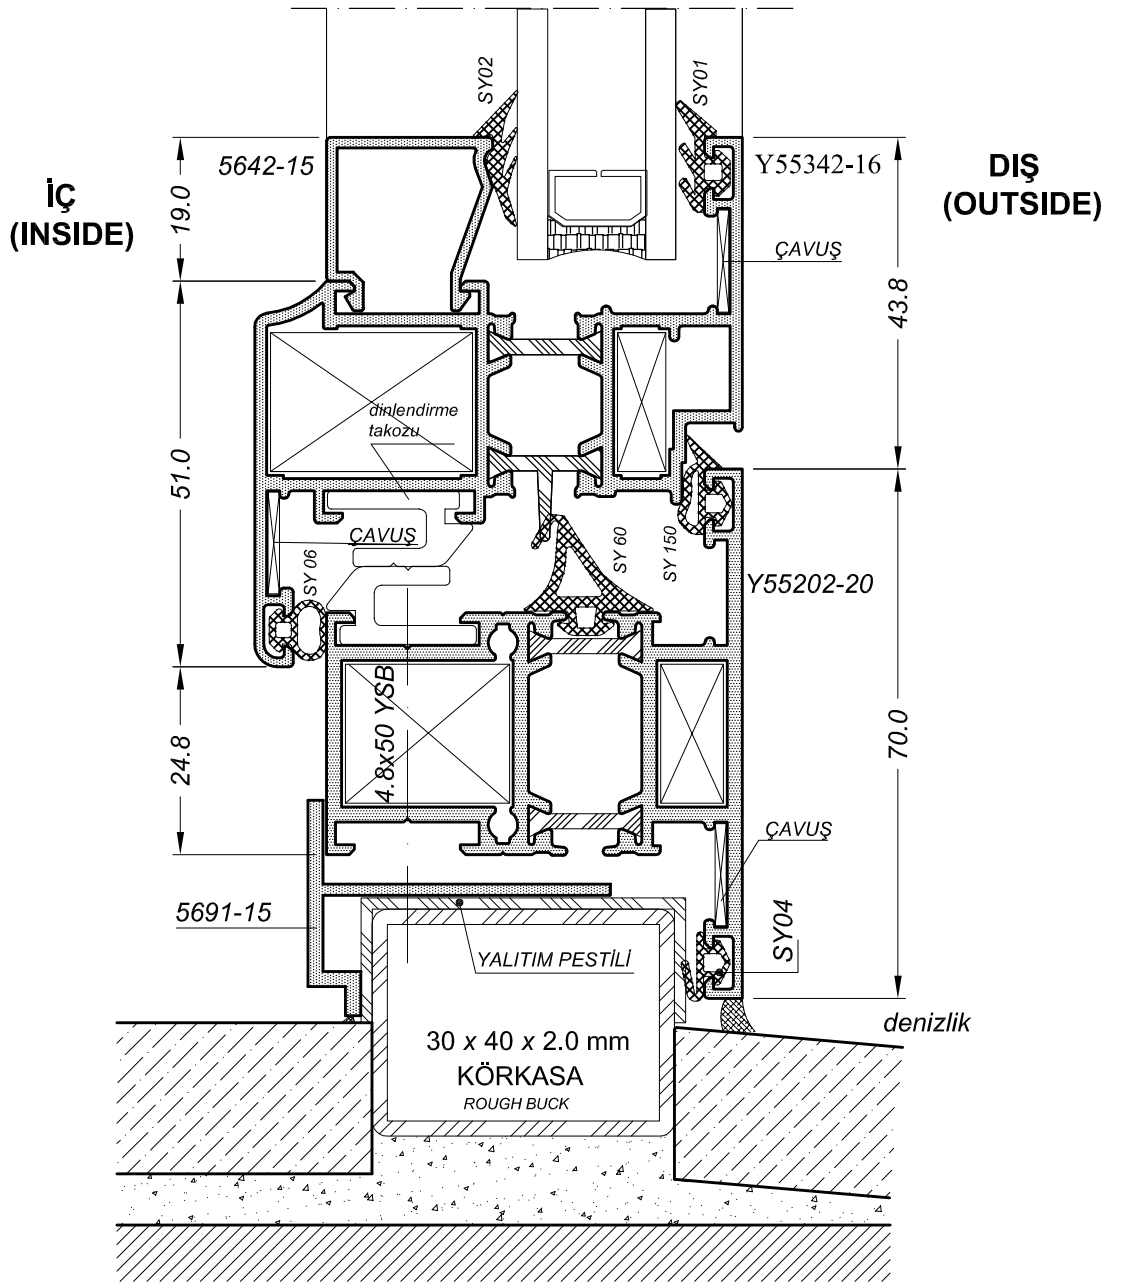 SY02
SY01
5642-15
Y55342-16
İÇ
(INSIDE)
DIŞ
(OUTSIDE)
19.0
ÇAVUŞ
43.8
dinlendirme
takozu
51.0
ÇAVUŞ
SY 06
SY 60
SY 150
Y55202-20
4.8x50 YSB
24.8
70.0
ÇAVUŞ
5691-15
SY04
YALITIM PESTİLİ
denizlik
30 x 40 x 2.0 mm
KÖRKASA
ROUGH BUCK